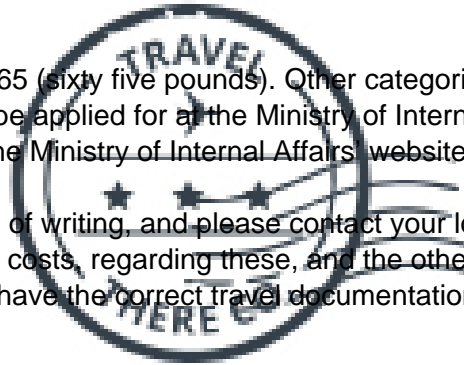 TRAVEL
65 (sixty five pounds). Other categori
be applied for at the Ministry of Intern
he Ministry of Internal Affairs' website
of writing, and please contact your lo
costs, regarding these, and the othe
have the correct travel documentation
THERE